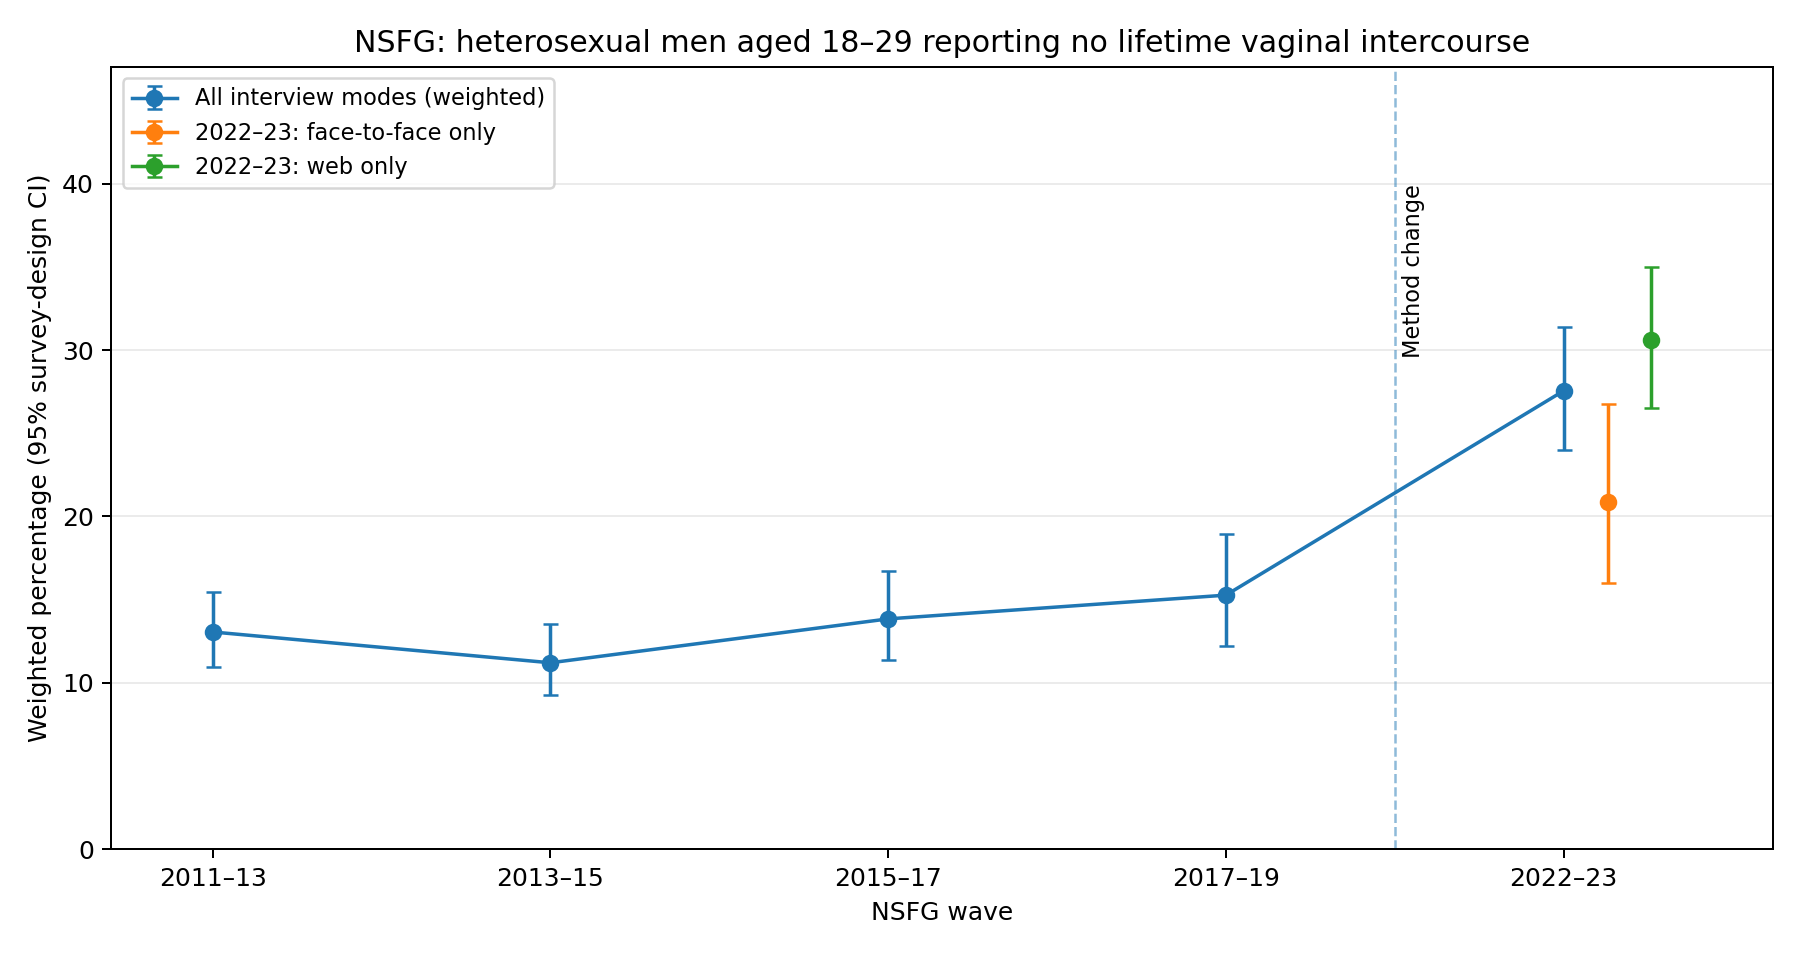 NSFG: heterosexual men aged 18–29 reporting no lifetime vaginal intercourse
All interview modes (weighted)
2022–23: face-to-face only
2022–23: web only
Weighted percentage (95% survey-design CI)
40
30
20
10
0
Method change
2011–13
2013–15
2015–17
2017–19
2022–23
NSFG wave